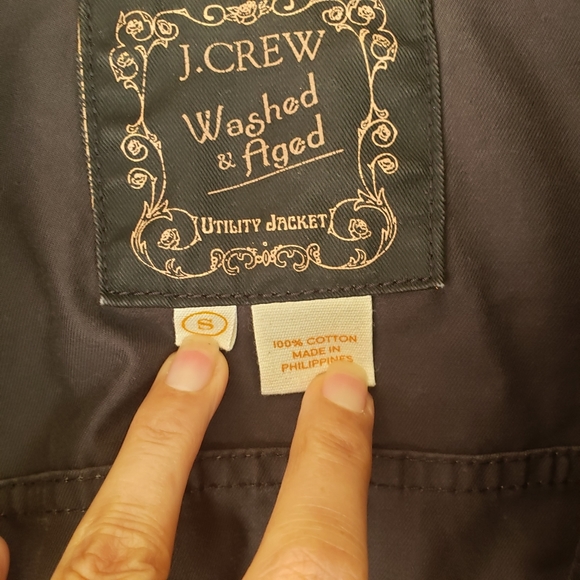 J.CREW
Washed
& Aged
UTILITY JACKET
S
100% COTTON
MADE IN
PHILIPPINES